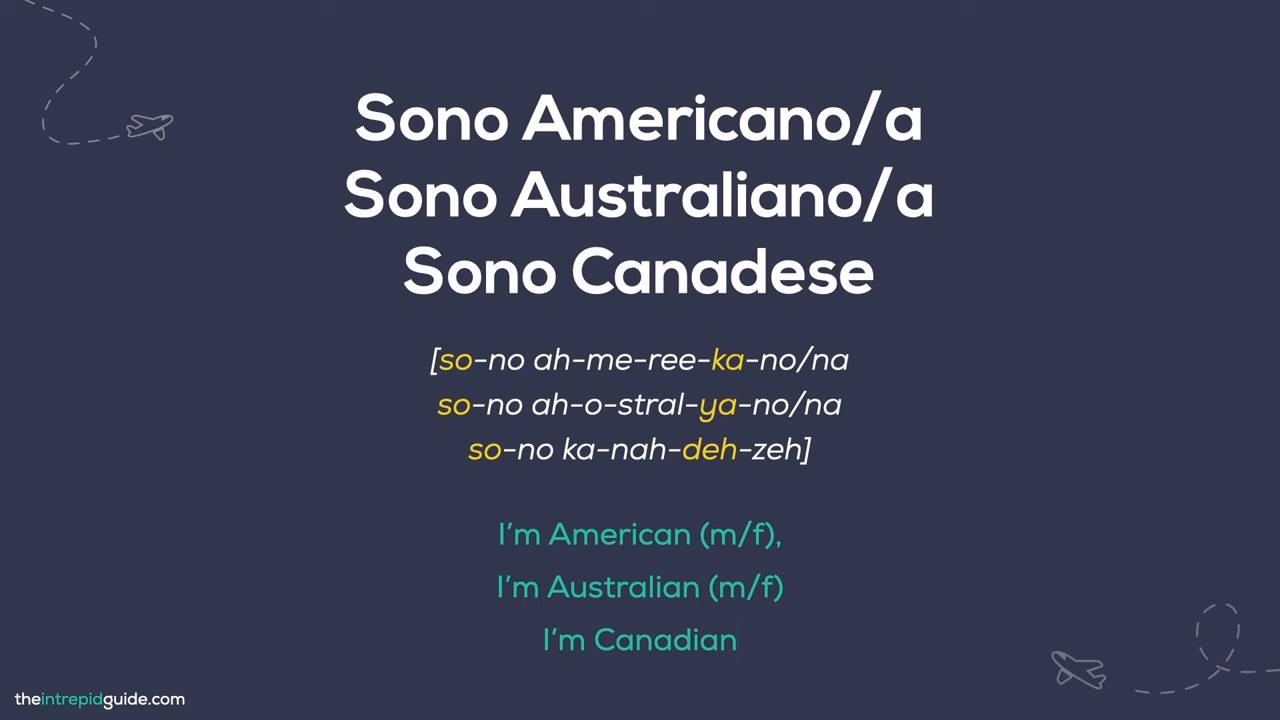 Sono Americano/a
Sono Australiano/a
Sono Canadese
[so-no ah-me-ree-ka-no/na
so-no ah-o-stral-ya-no/na
so-no ka-nah-deh-zeh]
I’m American (m/f),
I’m Australian (m/f)
I’m Canadian
theintrepidguide.com